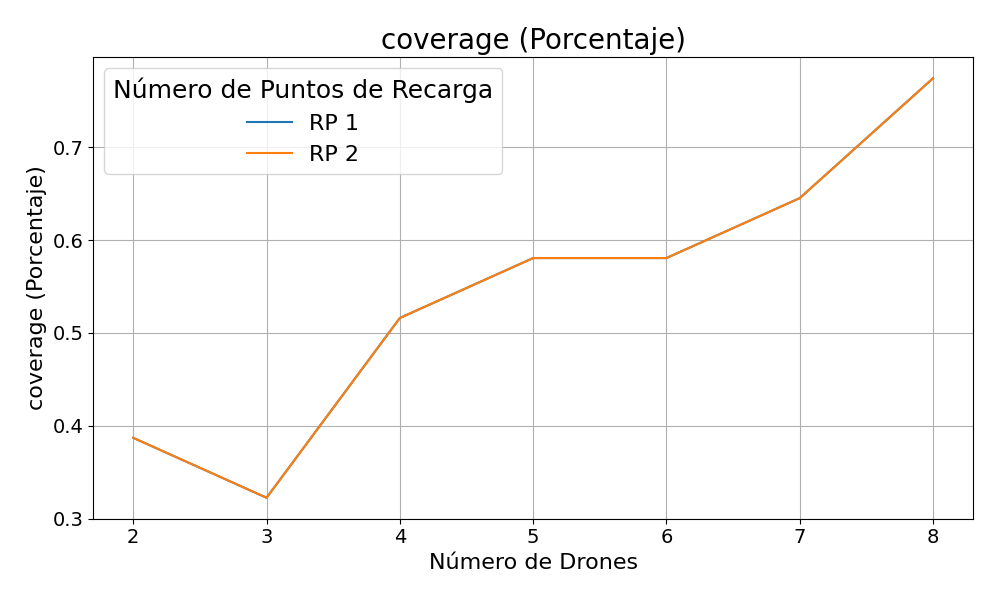 coverage (Porcentaje)
Número de Puntos de Recarga
RP 1
RP 2
coverage (Porcentaje)
0.7
0.6
0.5
0.4
0.3
2 3 4 5 6 7 8
Número de Drones